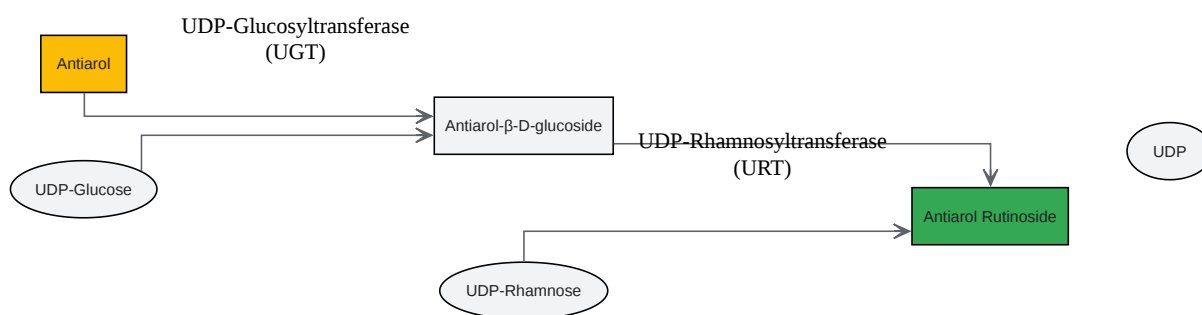 UDP-Glucosyltransferase
(UGT)
Antiarol
Antiarol-β-D-glucoside
UDP-Rhamnosyltransferase
(URT)
UDP
UDP-Glucose
Antiarol Rutinoside
UDP-Rhamnose